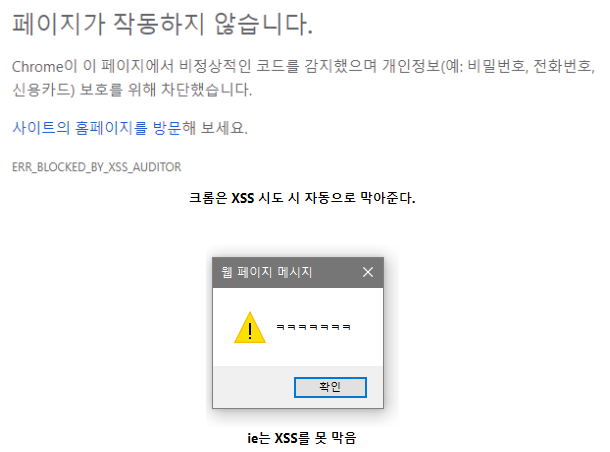 페이지가 작동하지 않습니다.
Chrome이 이 페이지에서 비정상적인 코드를 감지했으며 개인정보(예: 비밀번호, 전화번호,
신용카드) 보호를 위해 차단했습니다.
사이트의 홈페이지를 방문해 보세요.
ERR_BLOCKED_BY_XSS_AUDITOR
크롬은 XSS 시도 시 자동으로 막아준다.
웹 페이지 메시지
ㅋㅋㅋㅋㅋㅋㅋ
확인
ie는 XSS를 못 막음